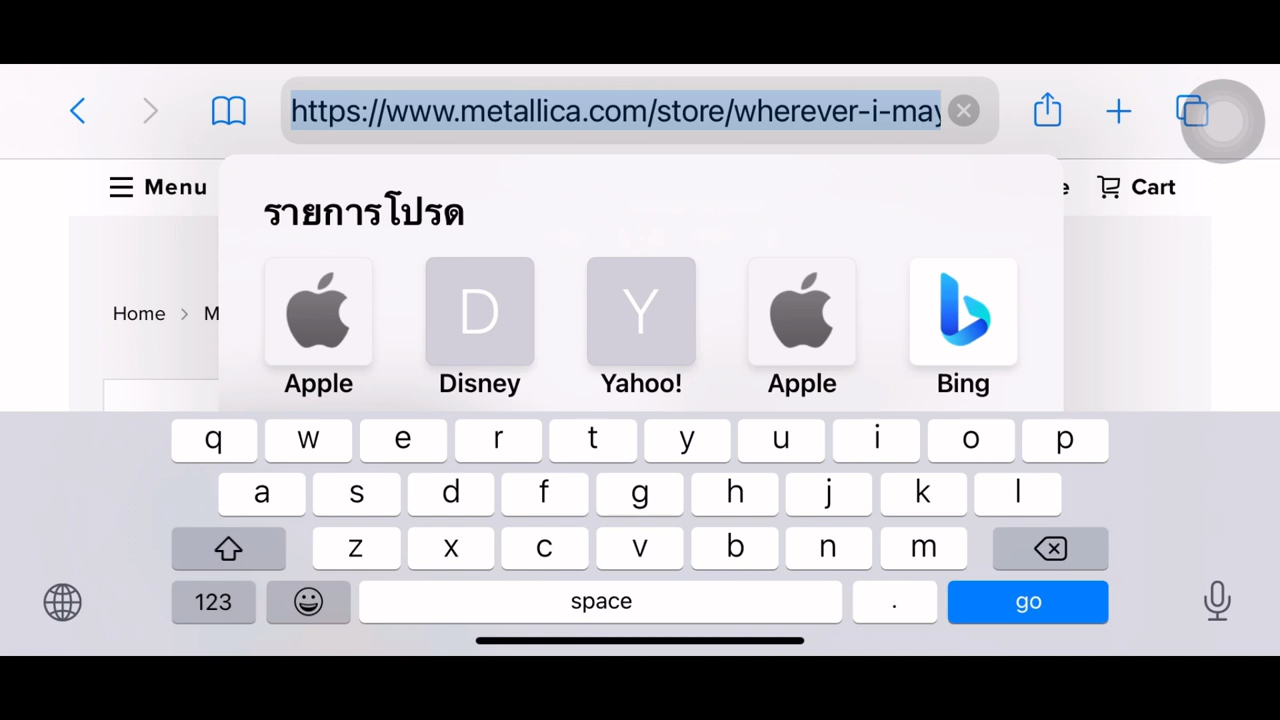 https://www.metallica.com/store/wherever-i-may
Menu
e
Cart
รายการโปรด
Home > M
D
Y
Apple
Disney
Yahoo!
Apple
Bing
q w e r t y u i o p
a s d f g h j k l
z x c v b n m
123
space
.
go